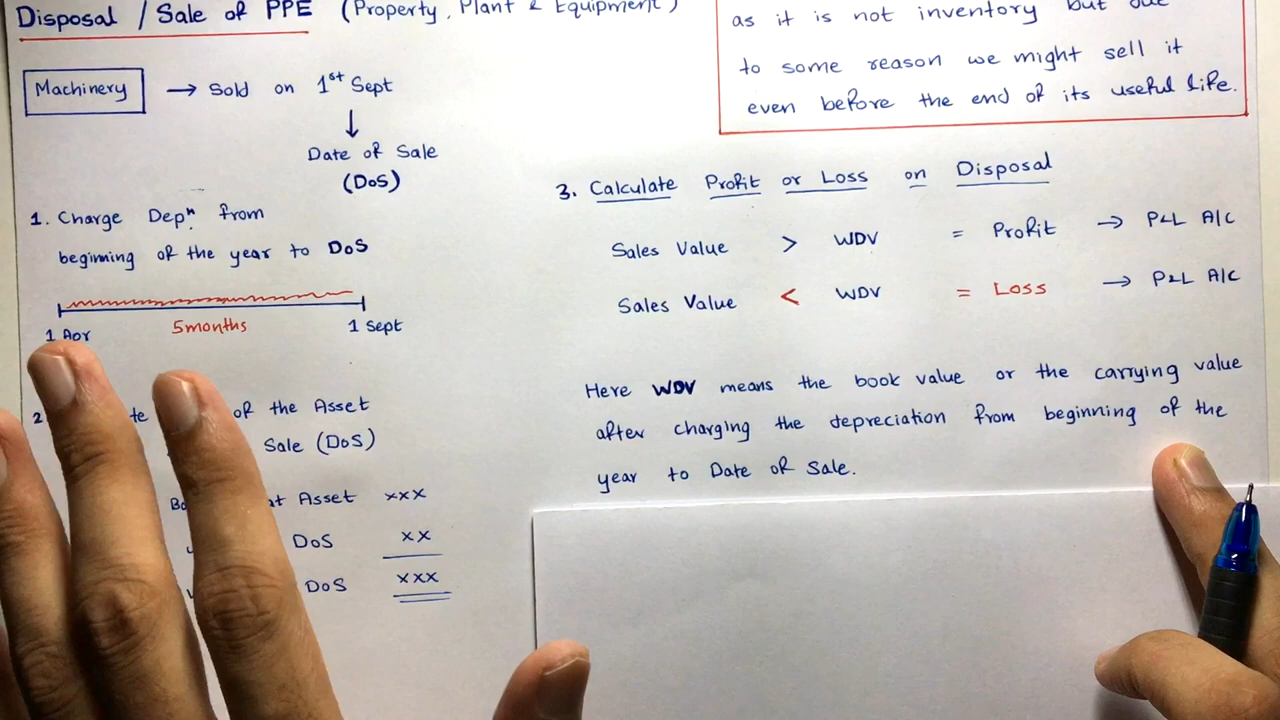 Disposal / Sale of PPE (Property, Plant & Equipment)
as it is not inventory but due
to some reason we might sell it
even before the end of its useful life.
Machinery → Sold on 1st Sept
↓
Date of Sale
(DoS)
1. Charge Depn. from
beginning of the year to DoS
5months
1 Apr
1 Sept
2
of the Asset
Sale (DoS)
Asset xxx
DoS xx
DoS xxx
3. Calculate Profit or Loss on Disposal
Sales Value > WDV = Profit → P&L A/C
Sales Value < WDV = Loss → P&L A/C
Here WDV means the book value or the carrying value
after charging the depreciation from beginning of the
year to Date of Sale.